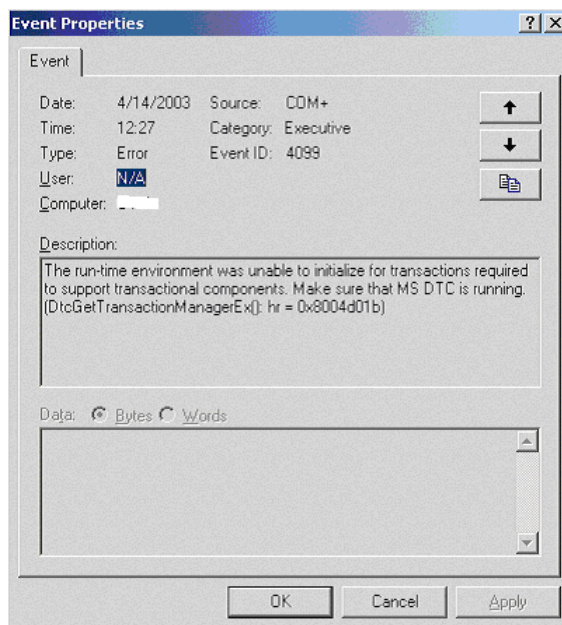 Event Properties
Event
Date: 4/14/2003 Source: COM+
Time: 12:27 Category: Executive
Type: Error Event ID: 4099
User: N/A
Computer:
Description:
The run-time environment was unable to initialize for transactions required
to support transactional components. Make sure that MS DTC is running.
(DtcGetTransactionManagerEx(): hr = 0x8004d01b)
Data: Bytes Words
OK Cancel Apply